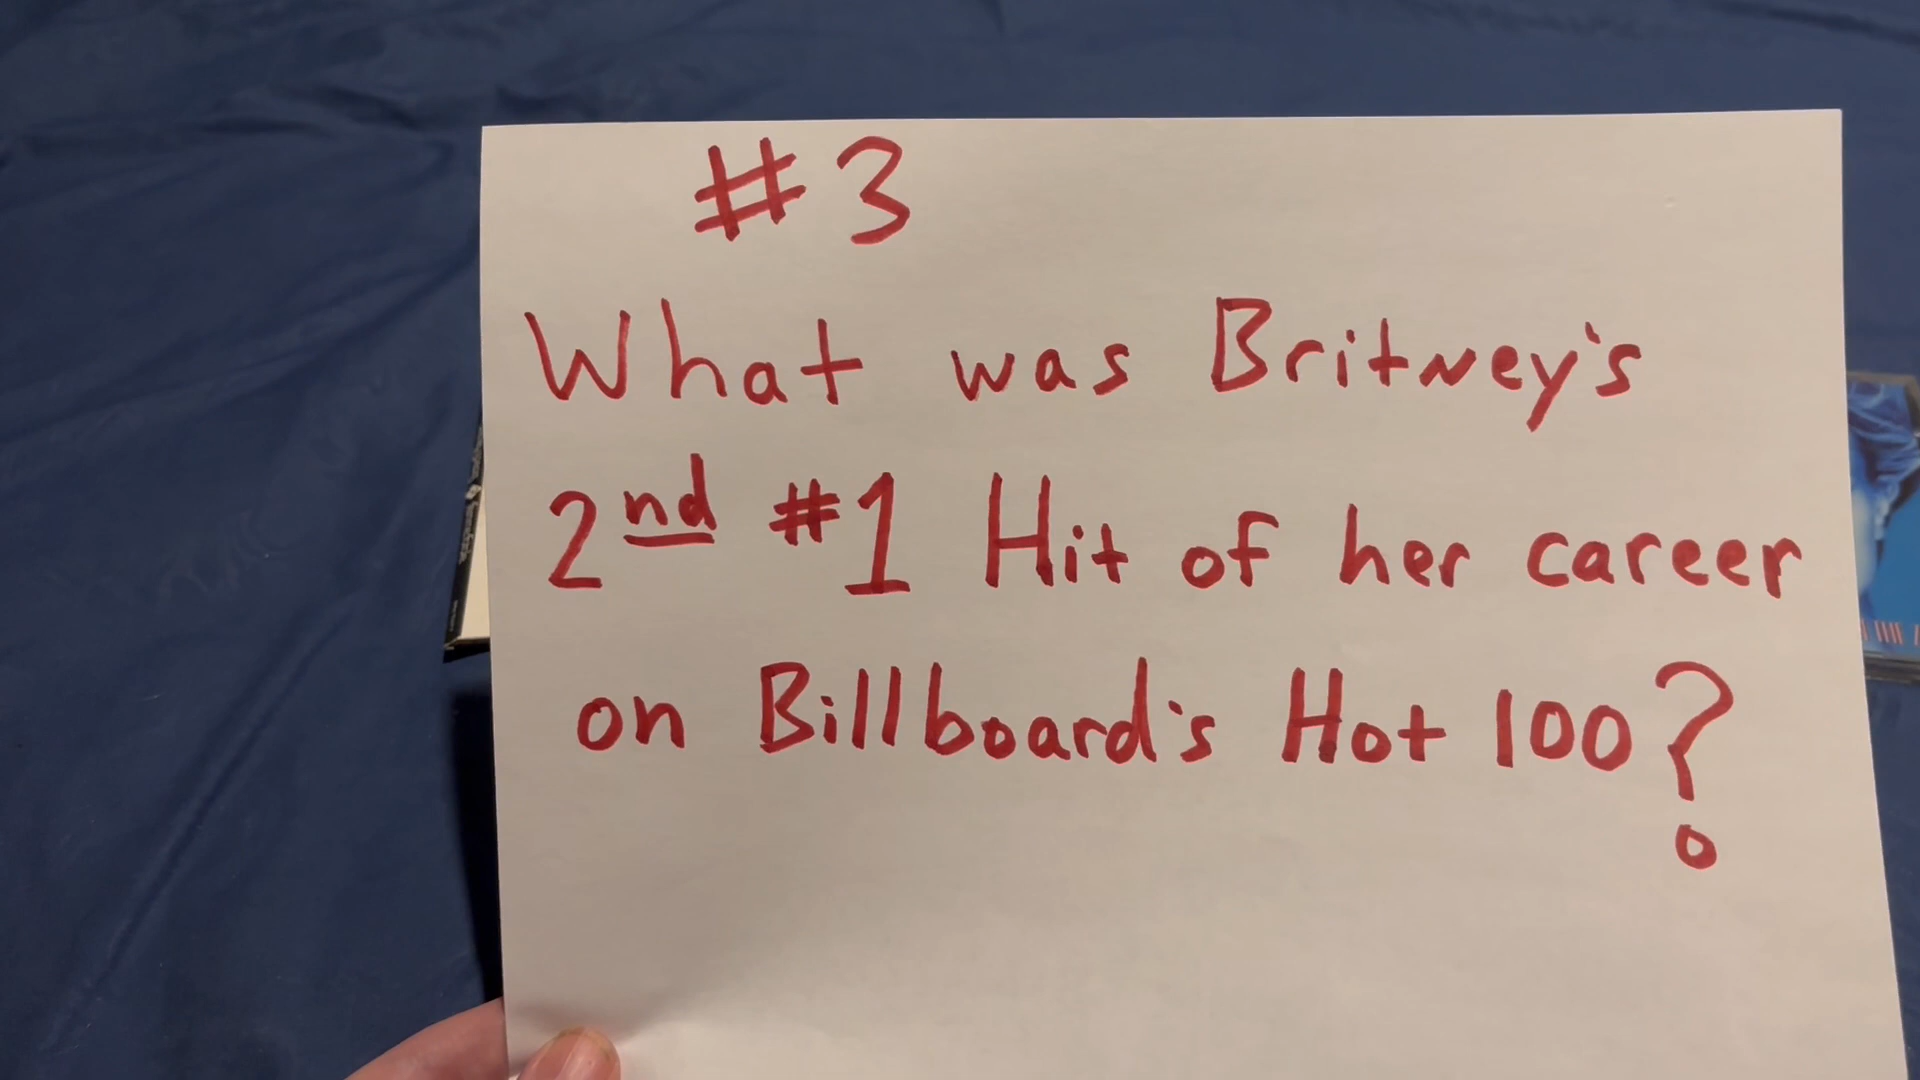 #3
What was Britney's
2nd #1 Hit of her career
on Billboard's Hot 100?